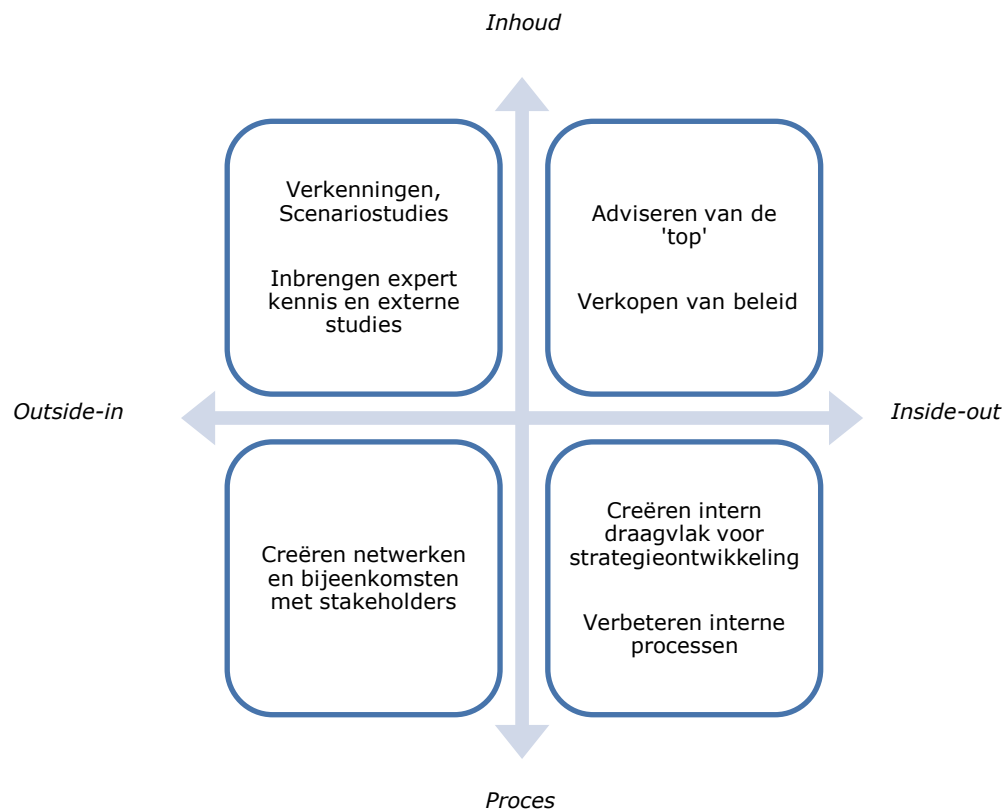 Inhoud
Verkenningen,
Scenariostudies
Inbrengen expert
kennis en externe
studies
Adviseren van de
'top'
Verkopen van beleid
Outside-in
Inside-out
Creëren netwerken
en bijeenkomsten
met stakeholders
Creëren intern
draagvlak voor
strategieontwikkeling
Verbeteren interne
processen
Proces